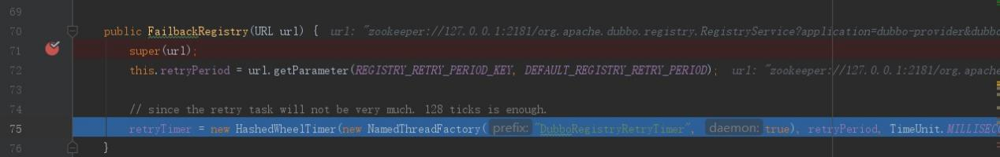 69
70 public FailbackRegistry(URL url) { url: "zookeeper://127.0.0.1:2181/org.apache.dubbo.registry.RegistryService?application=dubbo-provider&dubbo
71 super(url);
72 this.retryPeriod = url.getParameter(REGISTRY_RETRY_PERIOD_KEY, DEFAULT_REGISTRY_RETRY_PERIOD); url: "zookeeper://127.0.0.1:2181/org.apache
73
74 // since the retry task will not be very much. 128 ticks is enough.
75 retryTimer = new HashedWheelTimer(new NamedThreadFactory( prefix: "DubboRegistryRetryTimer", daemon: true), retryPeriod, TimeUnit.MILLISEC
76 }